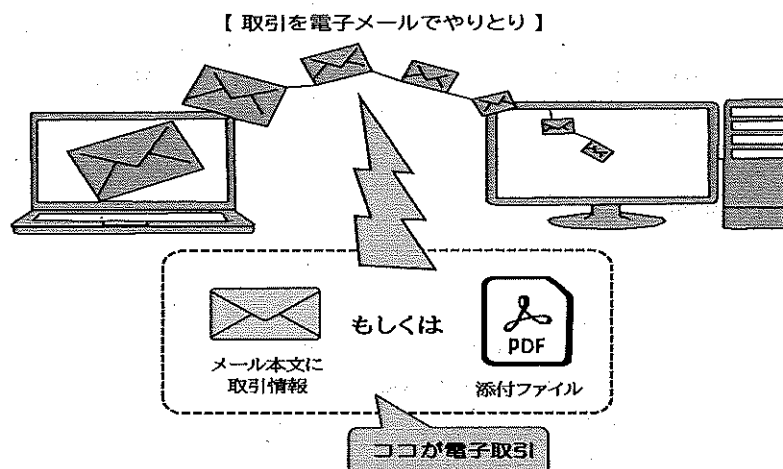 【 取引を電子メールでやりとり 】
もしくは
PDF
メール本文に
取引情報
添付ファイル
ココが電子取引